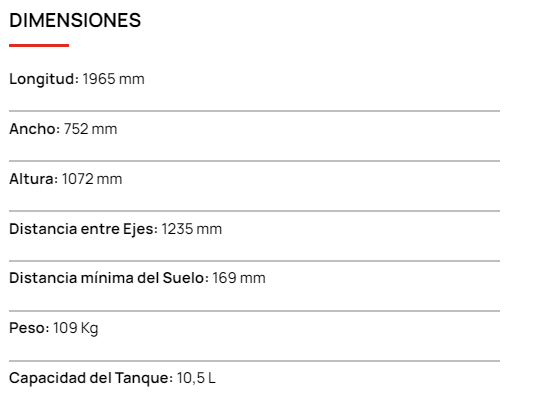 DIMENSIONES
Longitud: 1965 mm
Ancho: 752 mm
Altura: 1072 mm
Distancia entre Ejes: 1235 mm
Distancia mínima del Suelo: 169 mm
Peso: 109 Kg
Capacidad del Tanque: 10,5 L